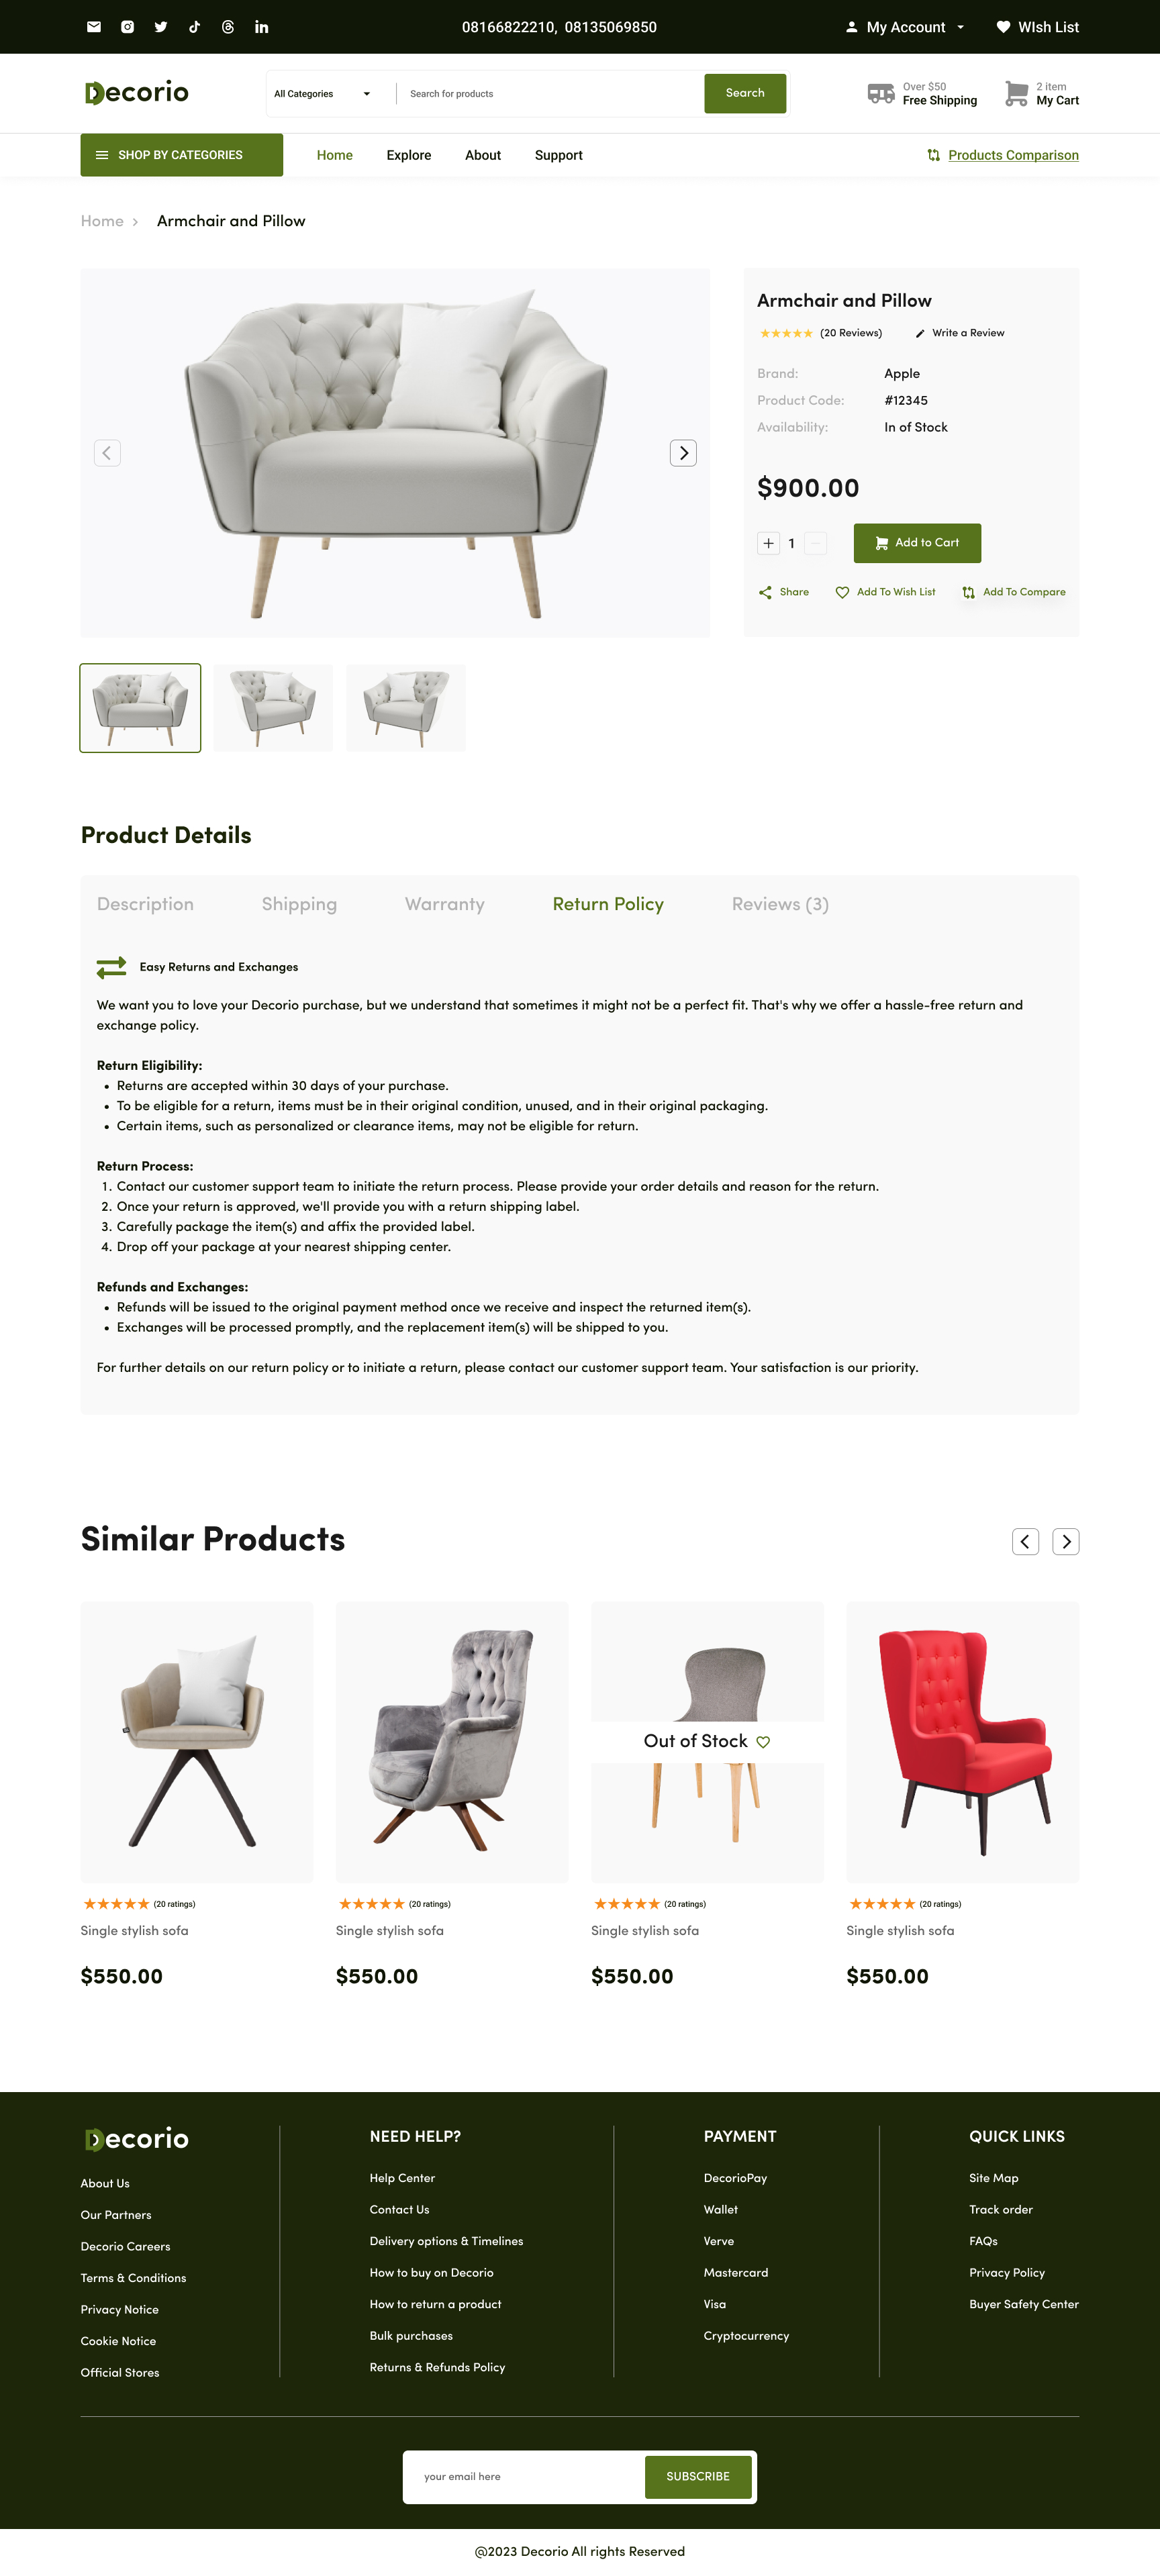 08166822210, 08135069850
My Account
WIsh List
Decorio
All Categories
Search for products
Search
Over $50
Free Shipping
2 item
My Cart
SHOP BY CATEGORIES
Home
Explore
About
Support
Products Comparison
Home
Armchair and Pillow
Armchair and Pillow
(20 Reviews)
Write a Review
Brand:
Apple
Product Code:
#12345
Availability:
In of Stock
$900.00
1
Add to Cart
Share
Add To Wish List
Add To Compare
Product Details
Description
Shipping
Warranty
Return Policy
Reviews (3)
Easy Returns and Exchanges
We want you to love your Decorio purchase, but we understand that sometimes it might not be a perfect fit. That's why we offer a hassle-free return and
exchange policy.
Return Eligibility:
• Returns are accepted within 30 days of your purchase.
• To be eligible for a return, items must be in their original condition, unused, and in their original packaging.
• Certain items, such as personalized or clearance items, may not be eligible for return.
Return Process:
1. Contact our customer support team to initiate the return process. Please provide your order details and reason for the return.
2. Once your return is approved, we'll provide you with a return shipping label.
3. Carefully package the item(s) and affix the provided label.
4. Drop off your package at your nearest shipping center.
Refunds and Exchanges:
• Refunds will be issued to the original payment method once we receive and inspect the returned item(s).
• Exchanges will be processed promptly, and the replacement item(s) will be shipped to you.
For further details on our return policy or to initiate a return, please contact our customer support team. Your satisfaction is our priority.
Similar Products
Out of Stock
(20 ratings)
Single stylish sofa
$550.00
(20 ratings)
Single stylish sofa
$550.00
(20 ratings)
Single stylish sofa
$550.00
(20 ratings)
Single stylish sofa
$550.00
Decorio
About Us
Our Partners
Decorio Careers
Terms & Conditions
Privacy Notice
Cookie Notice
Official Stores
NEED HELP?
Help Center
Contact Us
Delivery options & Timelines
How to buy on Decorio
How to return a product
Bulk purchases
Returns & Refunds Policy
PAYMENT
DecorioPay
Wallet
Verve
Mastercard
Visa
Cryptocurrency
QUICK LINKS
Site Map
Track order
FAQs
Privacy Policy
Buyer Safety Center
your email here
SUBSCRIBE
@2023 Decorio All rights Reserved